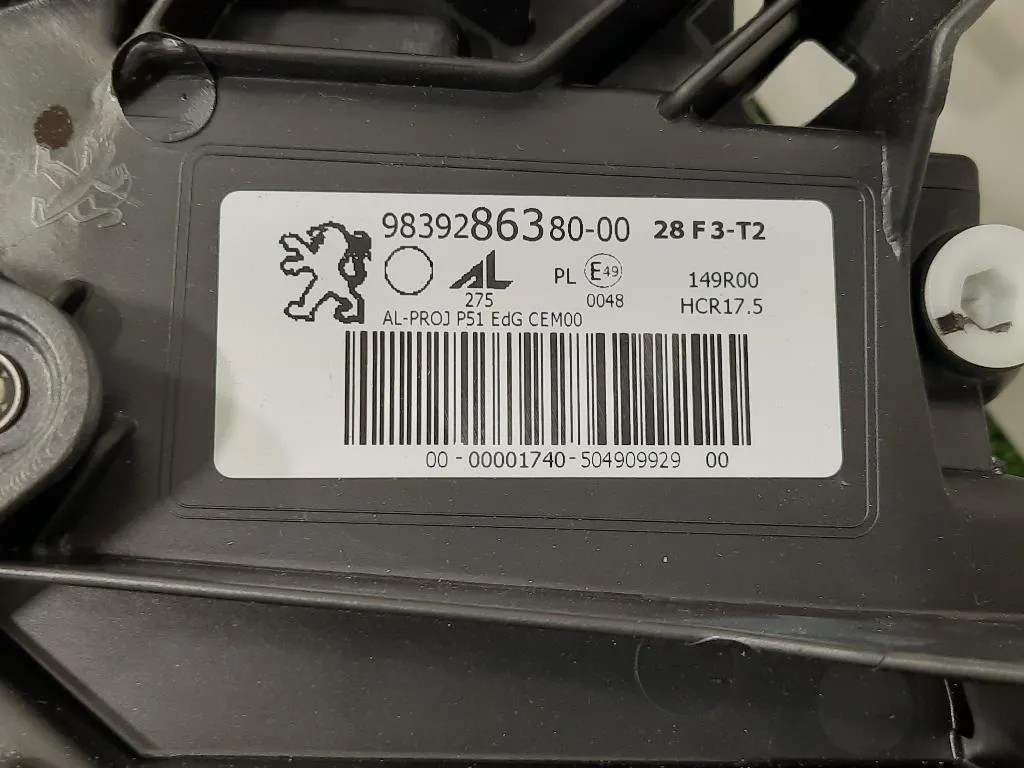 9839286380-00 28 F 3-T2
AL PL E49 149R00
275 0048 HCR17.5
AL-PROJ P51 EdG CEM00
00 - 00001740 - 504909929 00